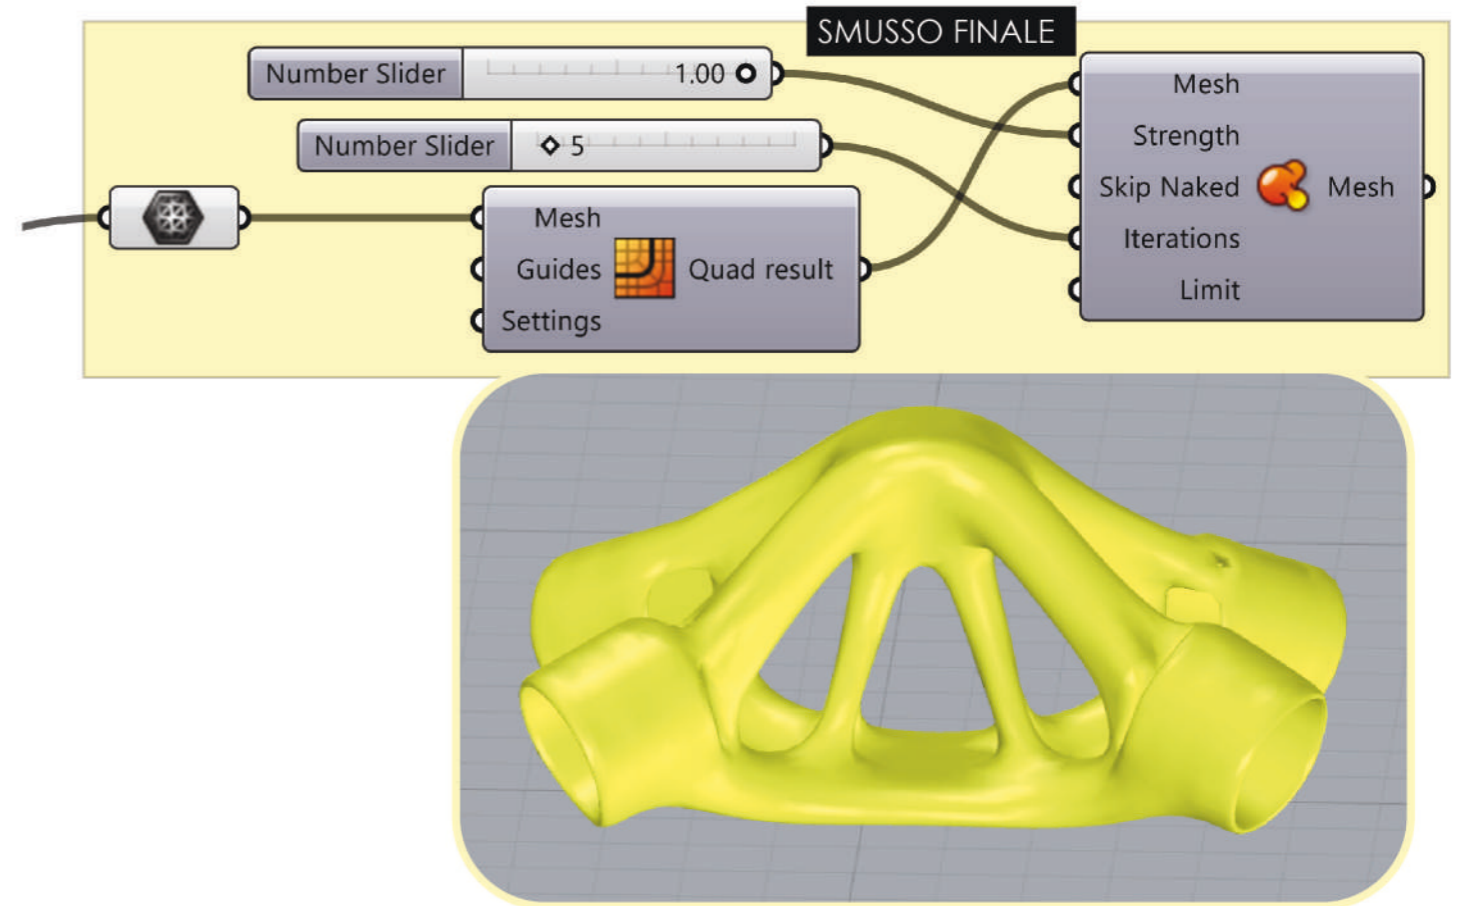 SMUSSO FINALE
Number Slider 1.00
Number Slider 5
Mesh
Guides
Settings
Quad result
Mesh
Strength
Skip Naked
Iterations
Limit
Mesh